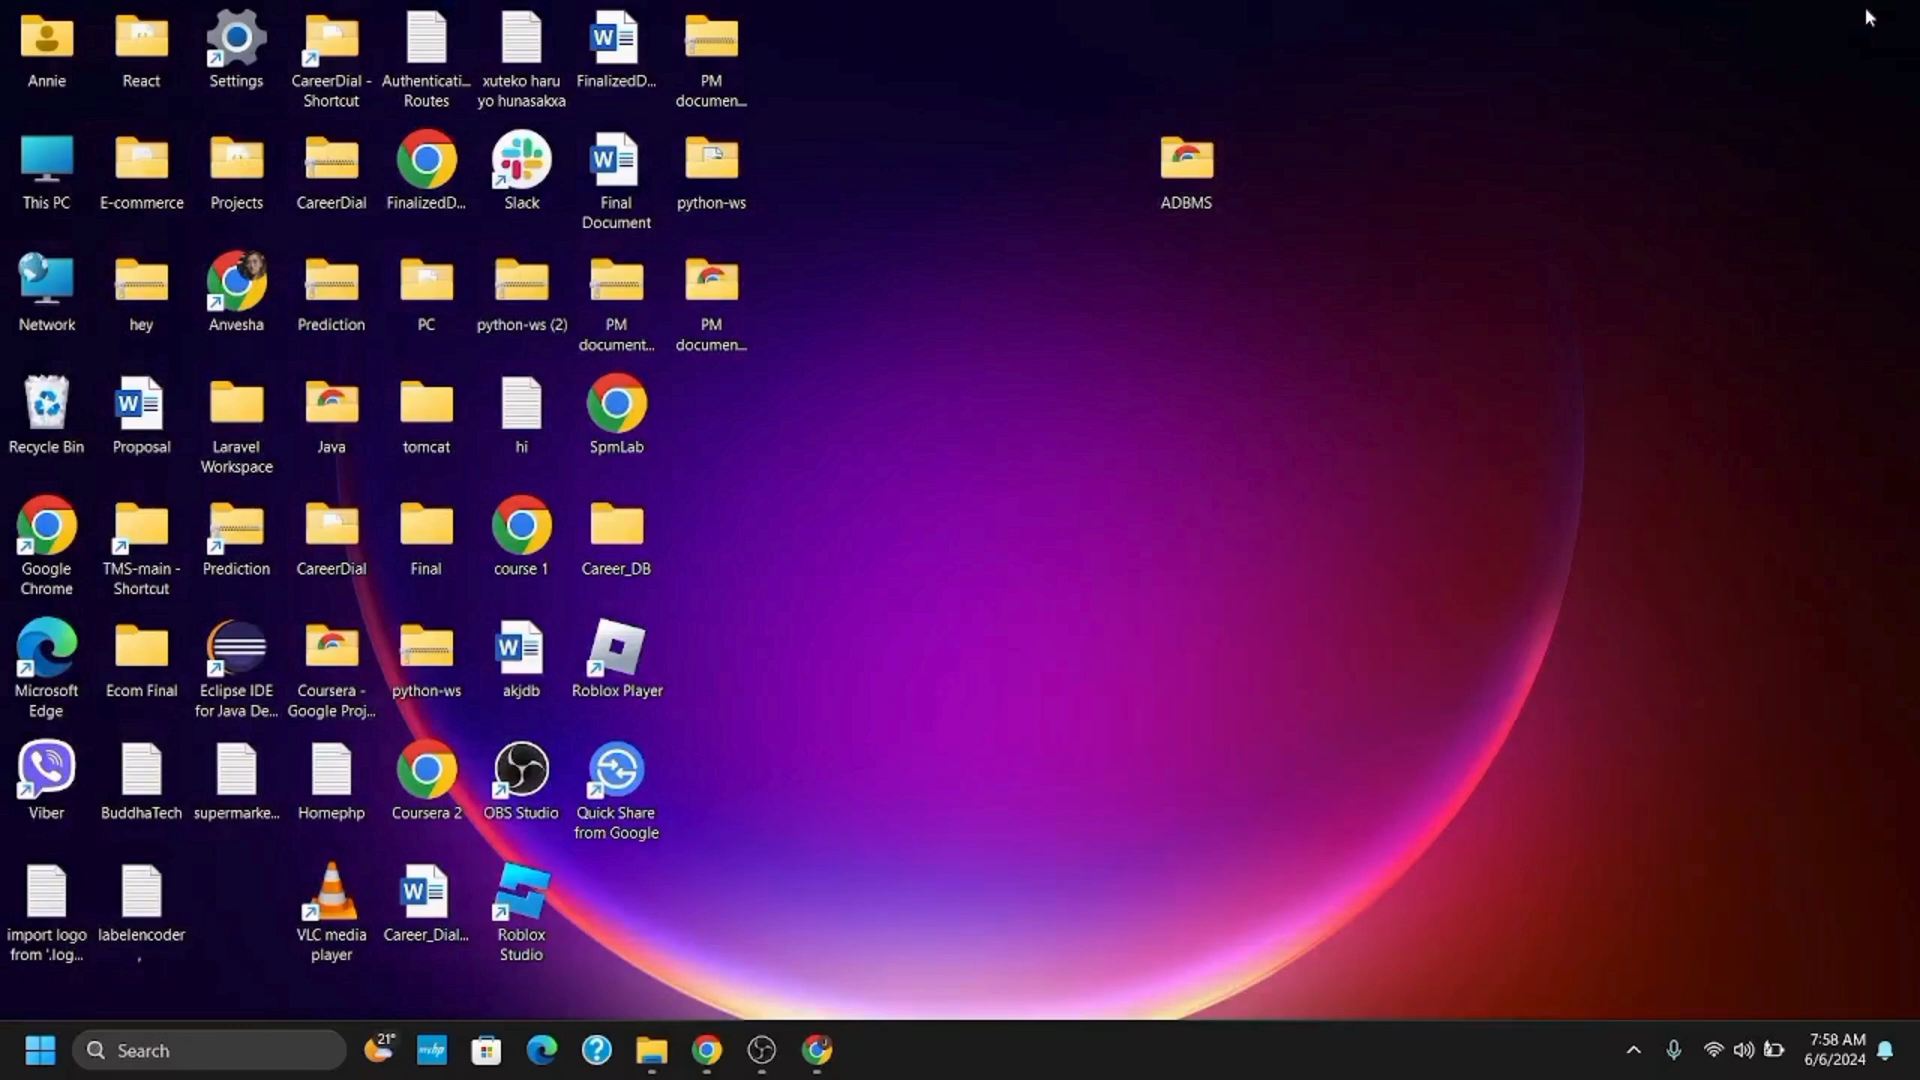 Annie
React
Settings
CareerDial -
Shortcut
Authenticati...
Routes
xuteko haru
yo hunasakxa
FinalizedD...
PM
documen...
This PC
E-commerce
Projects
CareerDial
FinalizedD...
Slack
Final
Document
python-ws
ADBMS
Network
hey
Anvesha
Prediction
PC
python-ws (2)
PM
document...
PM
documen...
Recycle Bin
Proposal
Laravel
Workspace
Java
tomcat
hi
SpmLab
Google
Chrome
TMS-main -
Shortcut
Prediction
CareerDial
Final
course 1
Career_DB
Microsoft
Edge
Ecom Final
Eclipse IDE
for Java De...
Coursera -
Google Proj...
python-ws
akjdb
Roblox Player
Viber
BuddhaTech
supermarke...
Homephp
Coursera 2
OBS Studio
Quick Share
from Google
import logo
from '.log...
labelencoder
,
VLC media
player
Career_Dial...
Roblox
Studio
Search
21°
myhp
7:58 AM
6/6/2024